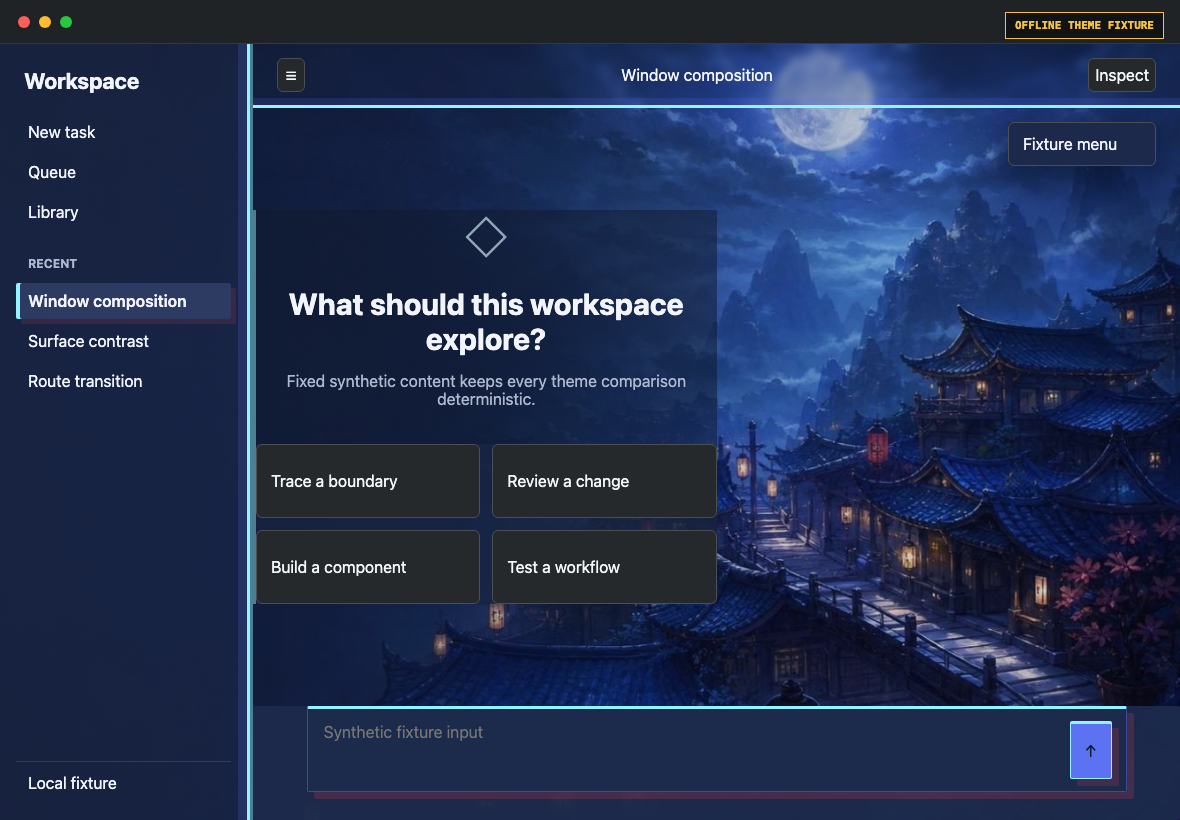 OFFLINE THEME FIXTURE
Workspace
New task
Queue
Library
RECENT
Window composition
Surface contrast
Route transition
Local fixture
Window composition
Inspect
Fixture menu
What should this workspace
explore?
Fixed synthetic content keeps every theme comparison
deterministic.
Trace a boundary
Review a change
Build a component
Test a workflow
Synthetic fixture input